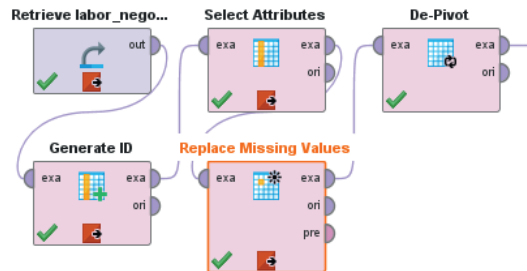 Retrieve labor_nego...
Select Attributes
De-Pivot
out
exa
exa
ori
exa
exa
ori
Generate ID
Replace Missing Values
exa
exa
ori
exa
exa
ori
pre